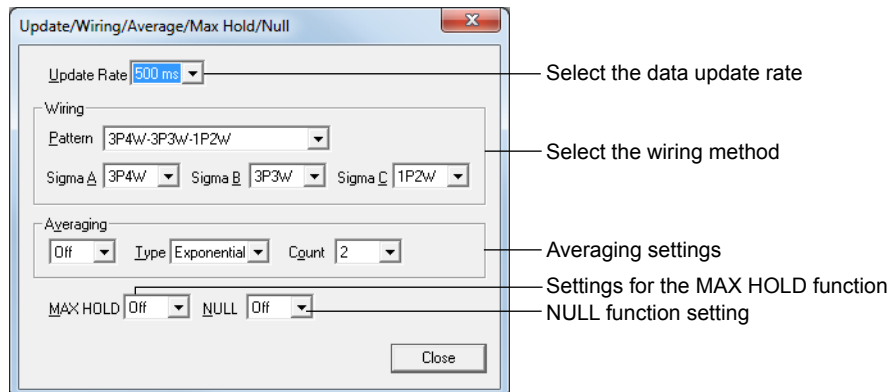 Update/Wiring/Average/Max Hold/Null
Update Rate 500 ms
Select the data update rate
Wiring
Pattern 3P4W-3P3W-1P2W
Select the wiring method
Sigma A 3P4W Sigma B 3P3W Sigma C 1P2W
Averaging
Off Type Exponential Count 2
Averaging settings
Settings for the MAX HOLD function
MAX HOLD Off NULL Off
NULL function setting
Close